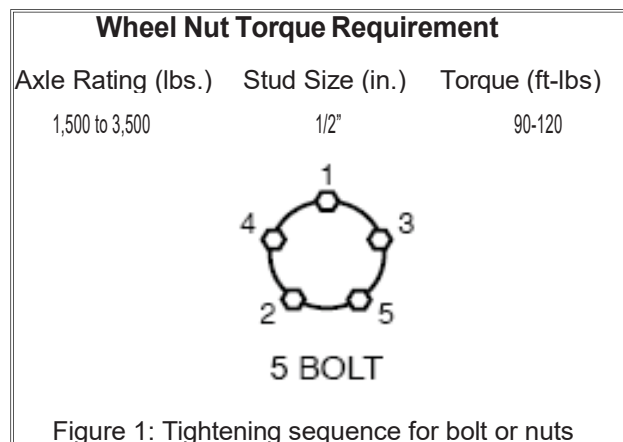 Wheel Nut Torque Requirement
Axle Rating (lbs.) Stud Size (in.) Torque (ft-lbs)
1,500 to 3,500 1/2” 90-120
1
4 3
2 5
5 BOLT
Figure 1: Tightening sequence for bolt or nuts